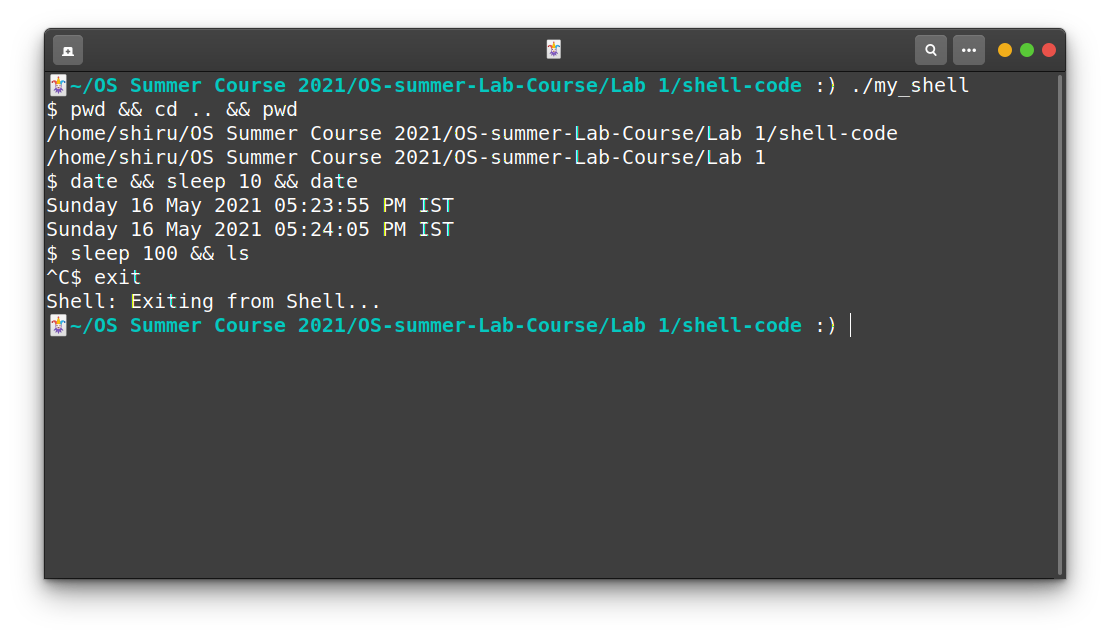 🃏~/OS Summer Course 2021/OS-summer-Lab-Course/Lab 1/shell-code :) ./my_shell
$ pwd && cd .. && pwd
/home/shiru/OS Summer Course 2021/OS-summer-Lab-Course/Lab 1/shell-code
/home/shiru/OS Summer Course 2021/OS-summer-Lab-Course/Lab 1
$ date && sleep 10 && date
Sunday 16 May 2021 05:23:55 PM IST
Sunday 16 May 2021 05:24:05 PM IST
$ sleep 100 && ls
^C$ exit
Shell: Exiting from Shell...
🃏~/OS Summer Course 2021/OS-summer-Lab-Course/Lab 1/shell-code :)